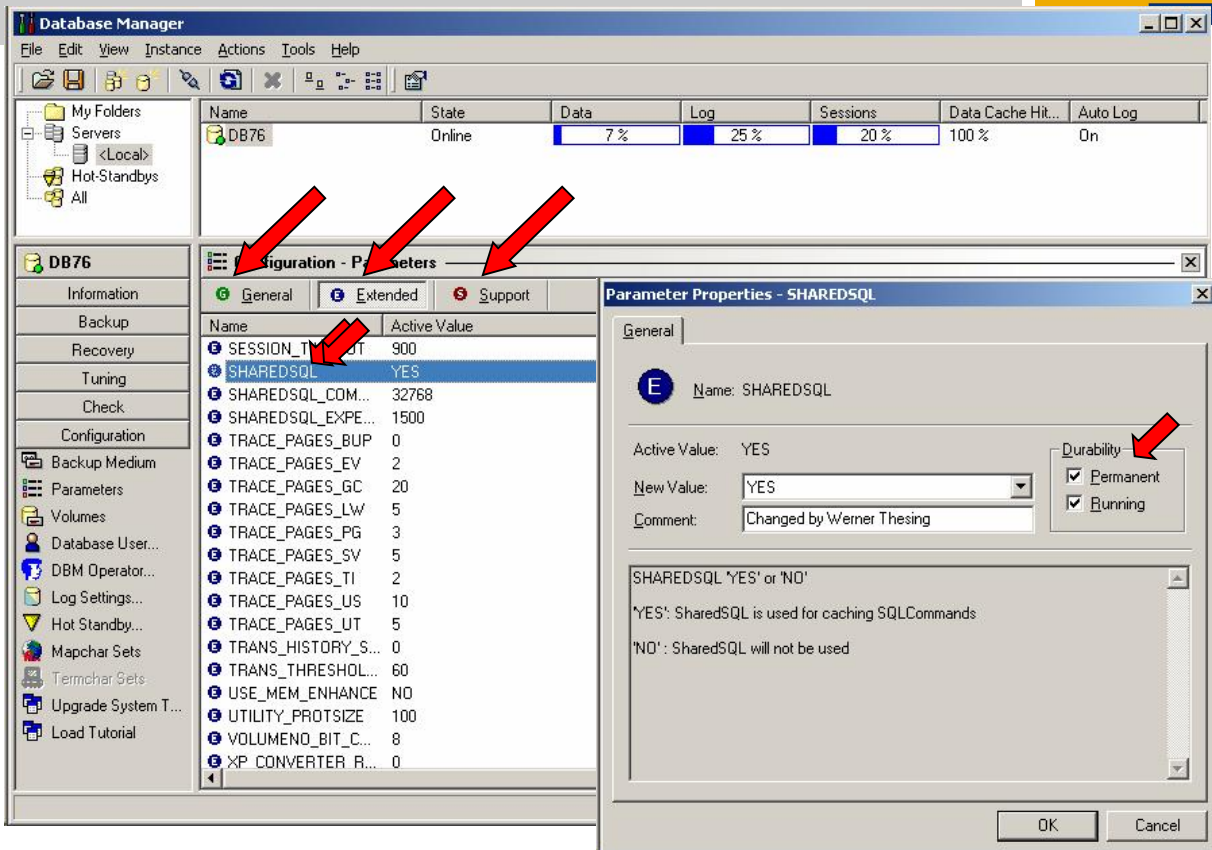 Database Manager
File Edit View Instance Actions Tools Help
My Folders
Servers
<Local>
Hot-Standbys
All
Name State Data Log Sessions Data Cache Hit... Auto Log
DB76 Online 7 % 25 % 20 % 100 % On
DB76
Information
Backup
Recovery
Tuning
Check
Configuration
Backup Medium
Parameters
Volumes
Database User...
DBM Operator...
Log Settings...
Hot Standby...
Mapchar Sets
Termchar Sets
Upgrade System T...
Load Tutorial
Configuration - Parameters
G General E Extended S Support
Name Active Value
SESSION_TIMEOUT 900
SHAREDSQL YES
SHAREDSQL_COM... 32768
SHAREDSQL_EXPE... 1500
TRACE_PAGES_BUP 0
TRACE_PAGES_EV 2
TRACE_PAGES_GC 20
TRACE_PAGES_LW 5
TRACE_PAGES_PG 3
TRACE_PAGES_SV 5
TRACE_PAGES_TI 2
TRACE_PAGES_US 10
TRACE_PAGES_UT 5
TRANS_HISTORY_S... 0
TRANS_THRESHOL... 60
USE_MEM_ENHANCE NO
UTILITY_PROTSIZE 100
VOLUMENO_BIT_C... 8
XP_CONVERTER_R... 0
Parameter Properties - SHAREDSQL
General
E Name: SHAREDSQL
Active Value: YES
New Value: YES
Comment: Changed by Werner Thesing
Durability
Permanent
Running
SHAREDSQL 'YES' or 'NO'
'YES': SharedSQL is used for caching SQLCommands
'NO' : SharedSQL will not be used
OK Cancel